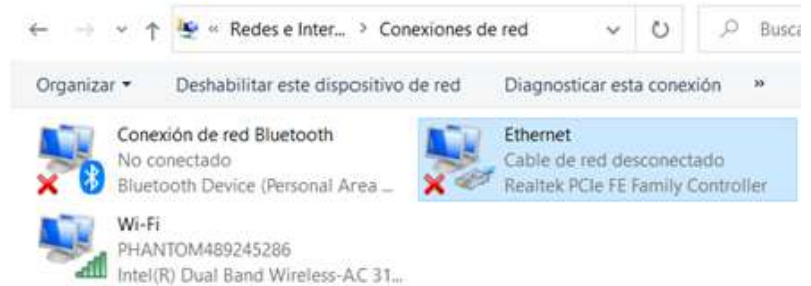 « Redes e Inter... > Conexiones de red Busca
Organizar Deshabilitar este dispositivo de red Diagnosticar esta conexión »
Conexión de red Bluetooth
No conectado
Bluetooth Device (Personal Area ...
Ethernet
Cable de red desconectado
Realtek PCIe FE Family Controller
Wi-Fi
PHANTOM489245286
Intel(R) Dual Band Wireless-AC 31...